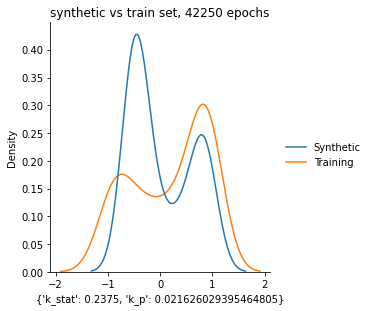 synthetic vs train set, 42250 epochs
0.40
0.35
0.30
0.25
0.20
0.15
0.10
0.05
0.00
Density
Synthetic
Training
−2 −1 0 1 2
{'k_stat': 0.2375, 'k_p': 0.021626029395464805}